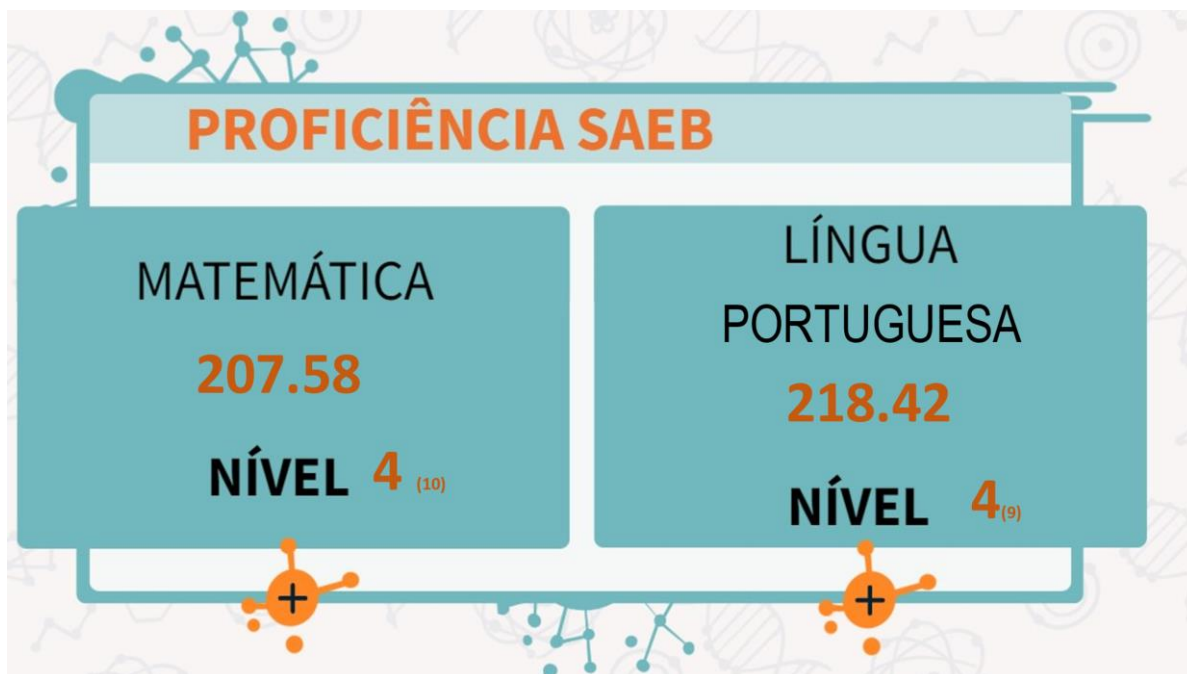 PROFICIÊNCIA SAEB
MATEMÁTICA
207.58
NÍVEL 4 (10)
LÍNGUA
PORTUGUESA
218.42
NÍVEL 4(9)